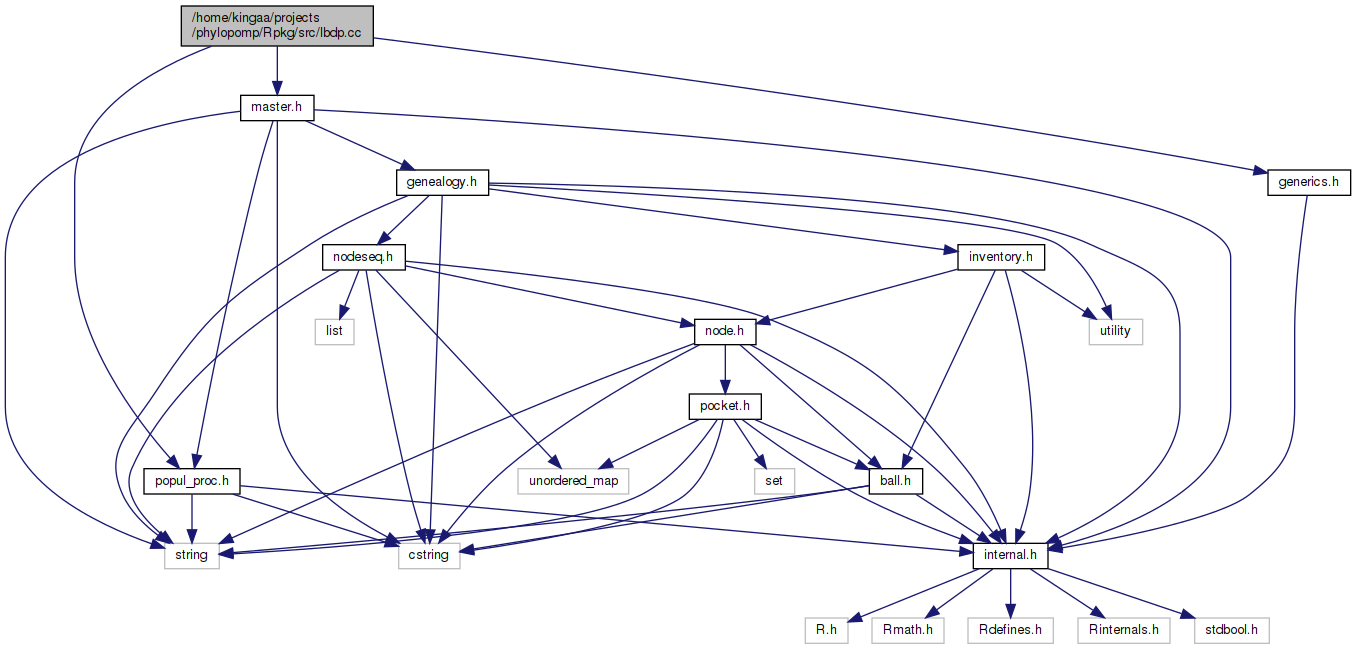 /home/kingaa/projects
/phylopomp/Rpkg/src/lbdp.cc
master.h
genealogy.h
generics.h
nodeseq.h
inventory.h
list
node.h
utility
pocket.h
popul_proc.h
unordered_map
set
ball.h
string
cstring
internal.h
R.h
Rmath.h
Rdefines.h
Rinternals.h
stdbool.h